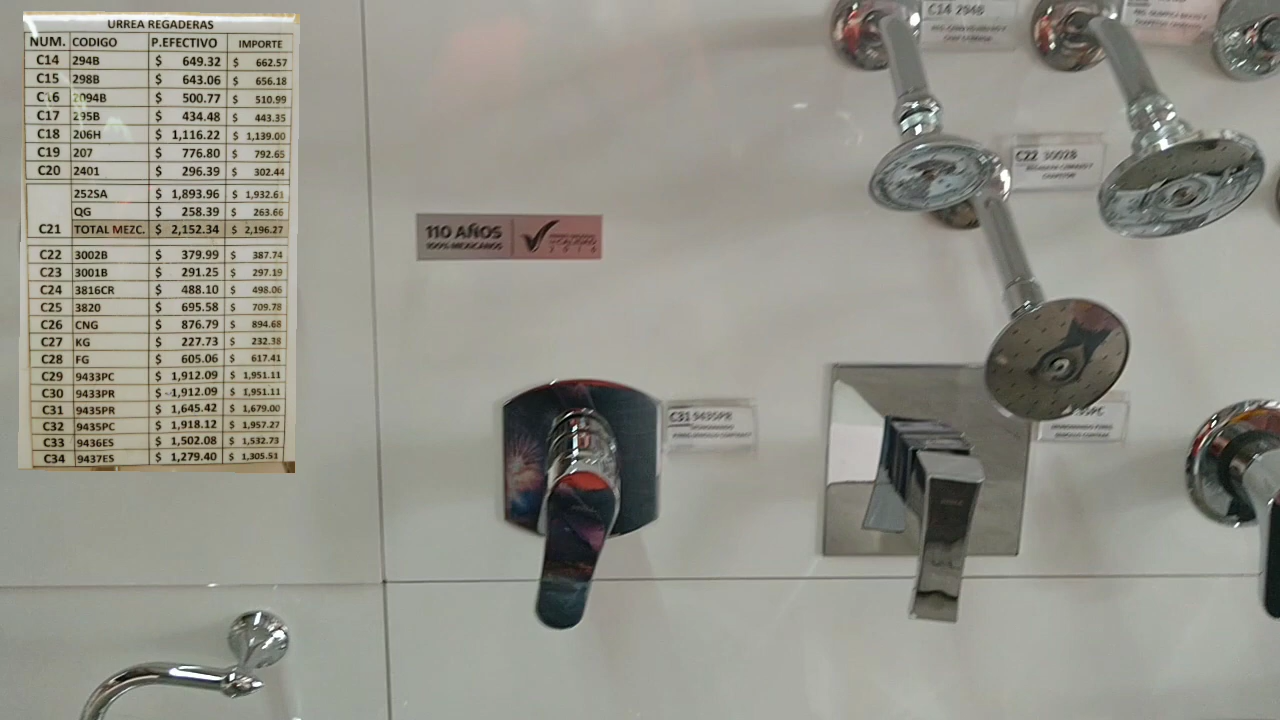 URREA REGADERAS
NUM. CODIGO P.EFECTIVO IMPORTE
C14 294B $ 649.32 $ 662.57
C15 298B $ 643.06 $ 656.18
C16 2094B $ 500.77 $ 510.99
C17 295B $ 434.48 $ 443.35
C18 206H $ 1,116.22 $ 1,139.00
C19 207 $ 776.80 $ 792.65
C20 2401 $ 296.39 $ 302.44
252SA $ 1,893.96 $ 1,932.61
QG $ 258.39 $ 263.66
C21 TOTAL MEZC. $ 2,152.34 $ 2,196.27
C22 3002B $ 379.99 $ 387.74
C23 3001B $ 291.25 $ 297.19
C24 3816CR $ 488.10 $ 498.06
C25 3820 $ 695.58 $ 709.78
C26 CNG $ 876.79 $ 894.68
C27 KG $ 227.73 $ 232.38
C28 FG $ 605.06 $ 617.41
C29 9433PC $ 1,912.09 $ 1,951.11
C30 9433PR $ 1,912.09 $ 1,951.11
C31 9435PR $ 1,645.42 $ 1,679.00
C32 9435PC $ 1,918.12 $ 1,957.27
C33 9436ES $ 1,502.08 $ 1,532.73
C34 9437ES $ 1,279.40 $ 1,305.51
C14 294B
C22 3002B
110 AÑOS
100% MEXICANOS
C31 9435PR